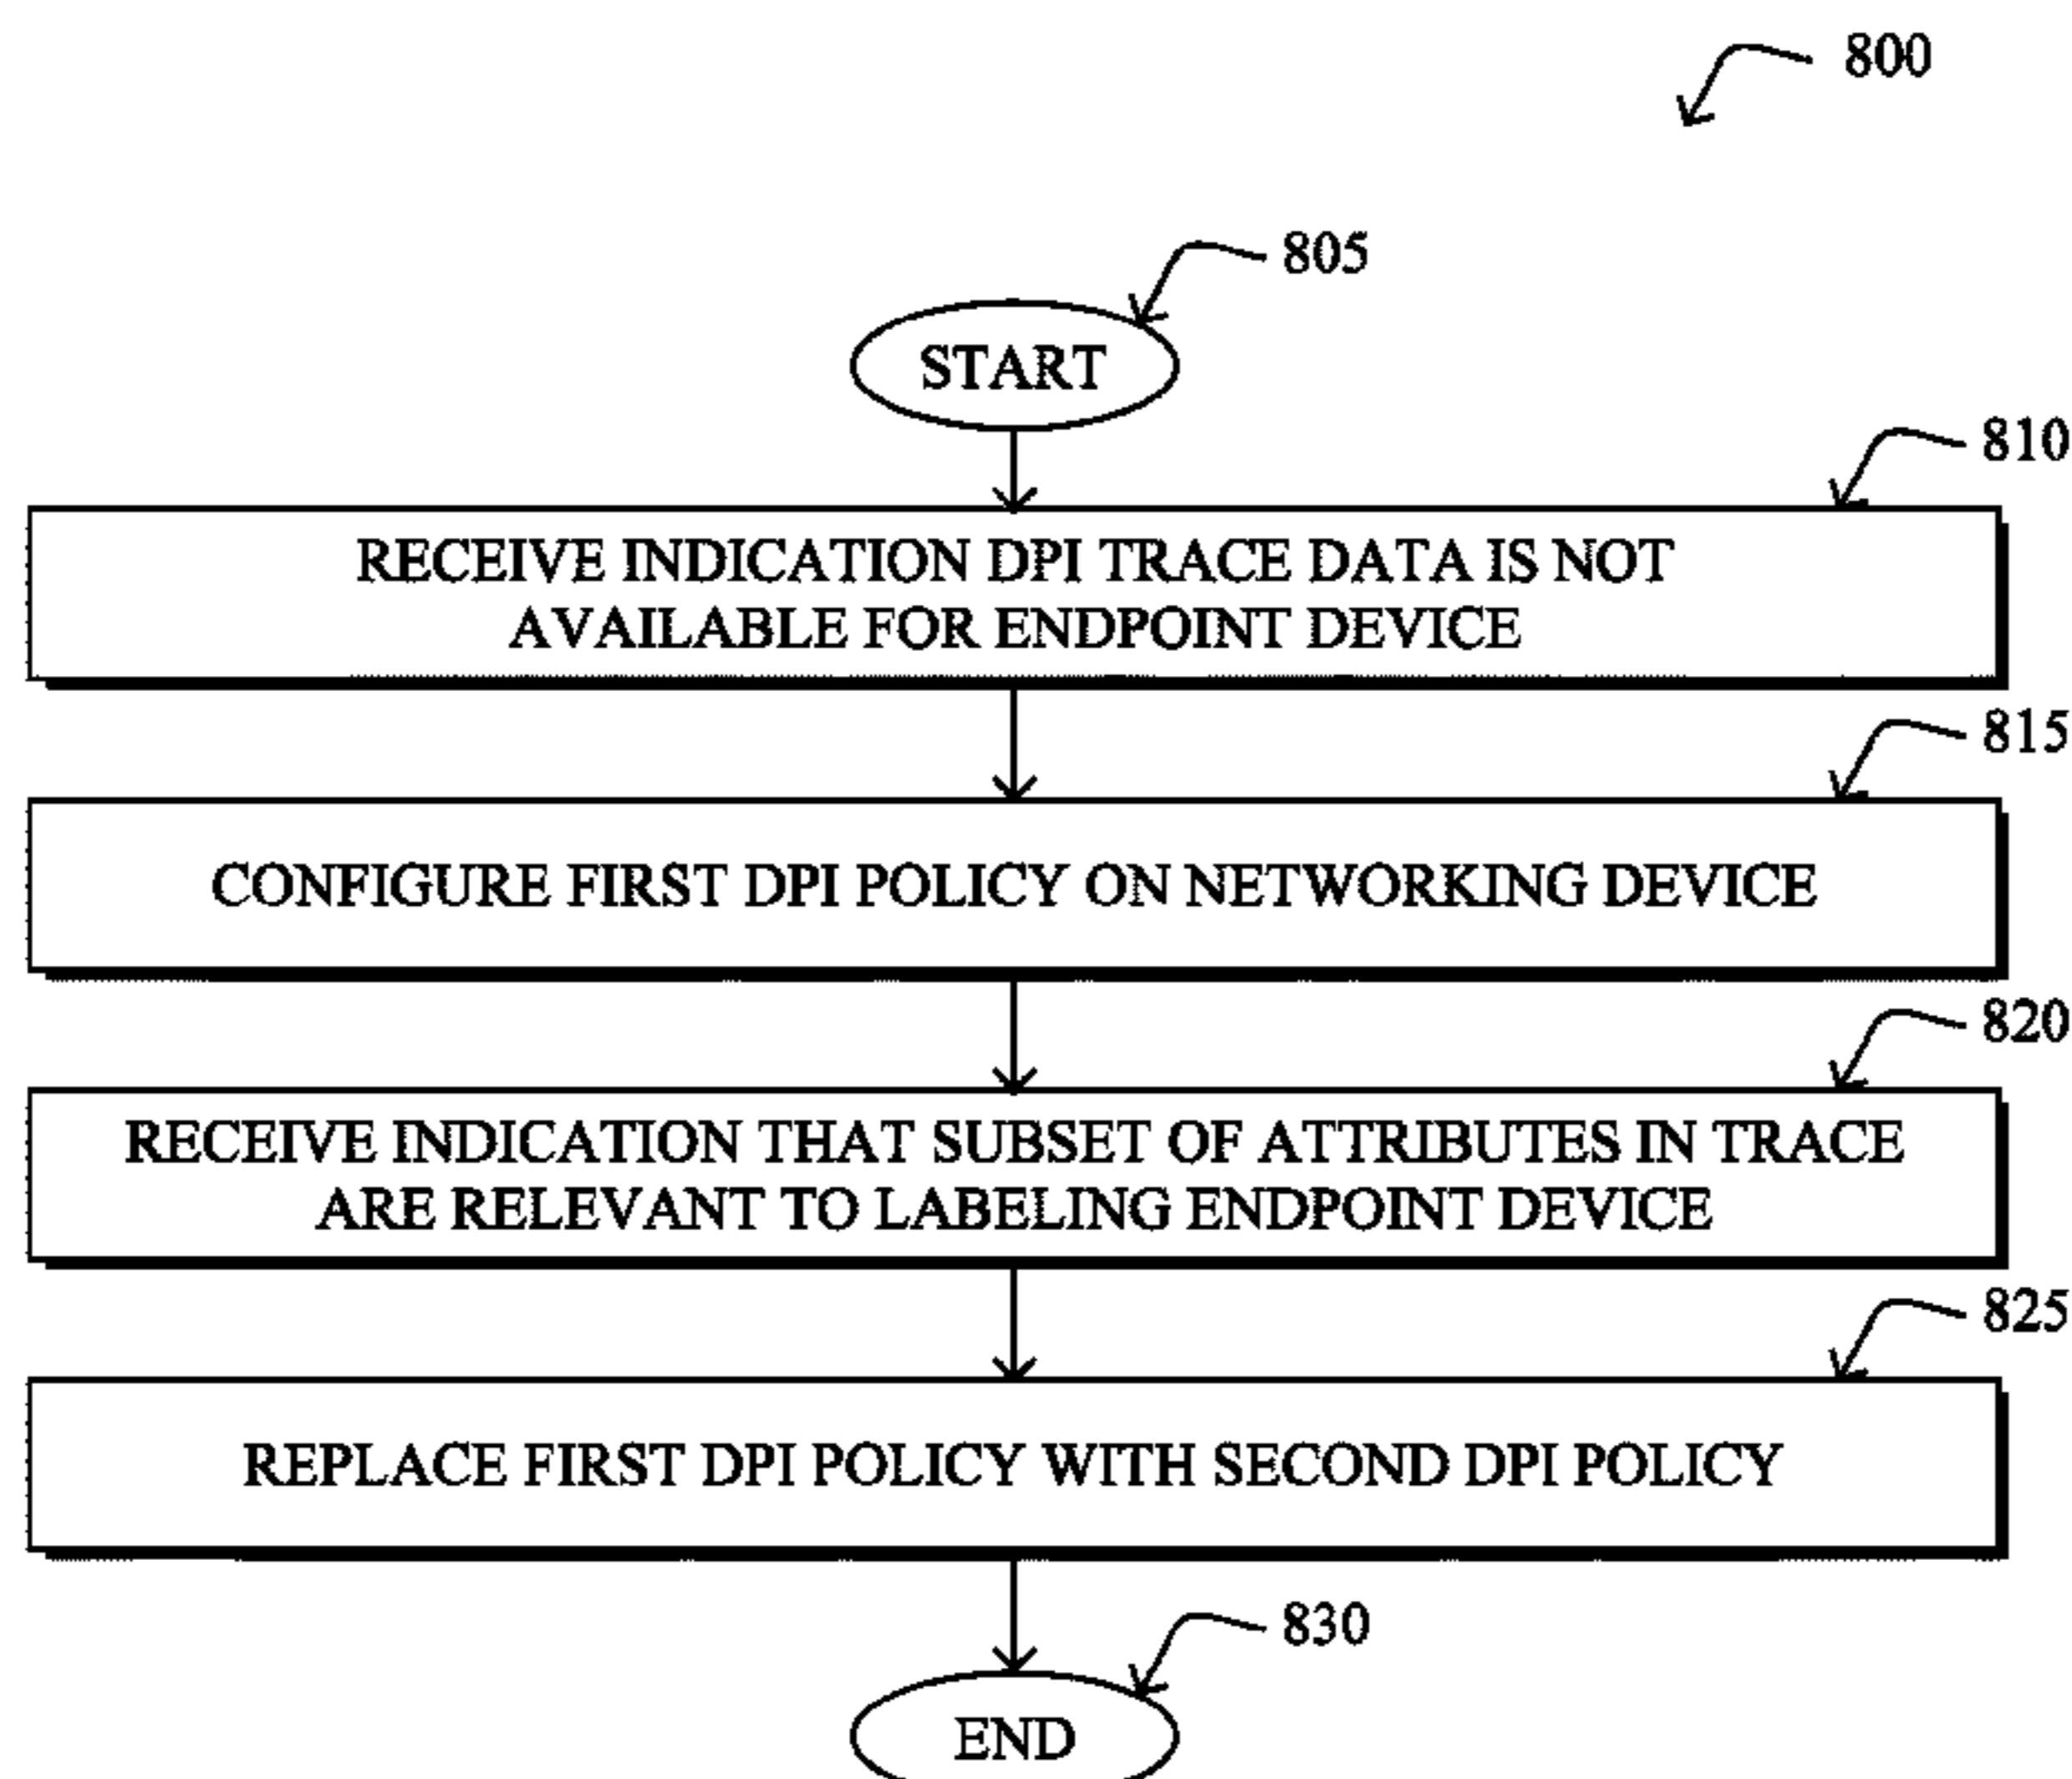 800
805
START
810
RECEIVE INDICATION DPI TRACE DATA IS NOT
AVAILABLE FOR ENDPOINT DEVICE
815
CONFIGURE FIRST DPI POLICY ON NETWORKING DEVICE
820
RECEIVE INDICATION THAT SUBSET OF ATTRIBUTES IN TRACE
ARE RELEVANT TO LABELING ENDPOINT DEVICE
825
REPLACE FIRST DPI POLICY WITH SECOND DPI POLICY
830
END